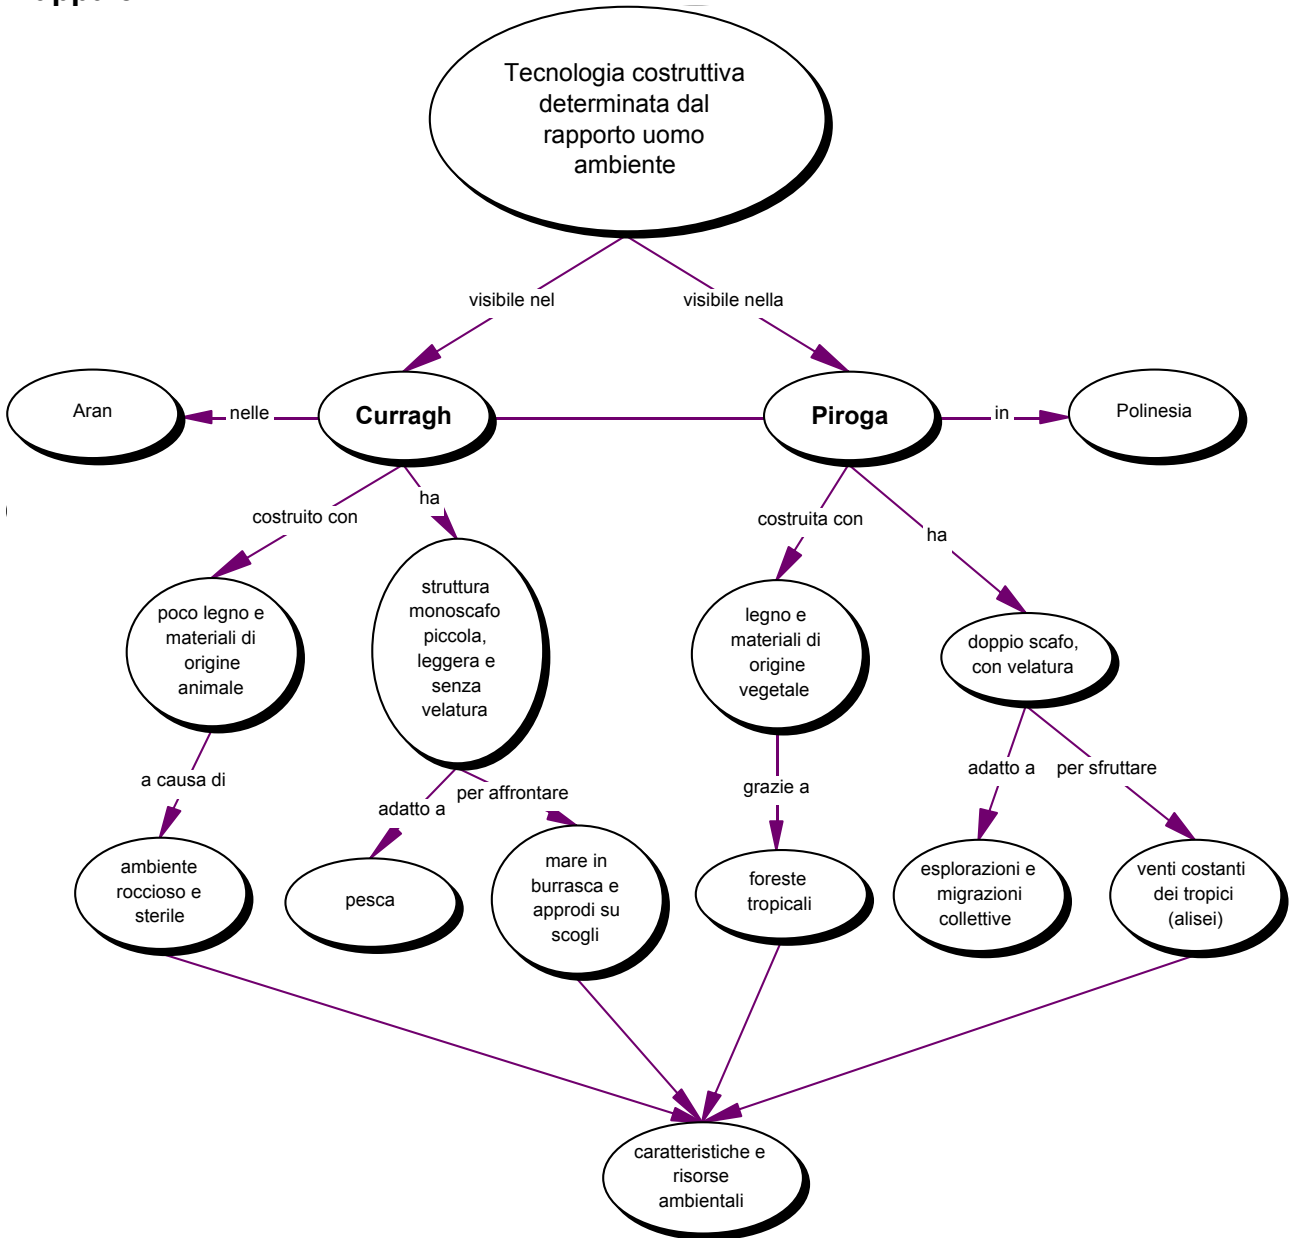 Tecnologia costruttiva
determinata dal
rapporto uomo
ambiente
visibile nel
visibile nella
Aran
nelle
Curragh
Piroga
in
Polinesia
costruito con
ha
costruita con
ha
poco legno e
materiali di
origine
animale
struttura
monoscafo
piccola,
leggera e
senza
velatura
legno e
materiali di
origine
vegetale
doppio scafo,
con velatura
a causa di
adatto a
per affrontare
grazie a
adatto a
per sfruttare
ambiente
roccioso e
sterile
pesca
mare in
burrasca e
approdi su
scogli
foreste
tropicali
esplorazioni e
migrazioni
collettive
venti costanti
dei tropici
(alisei)
caratteristiche e
risorse
ambientali